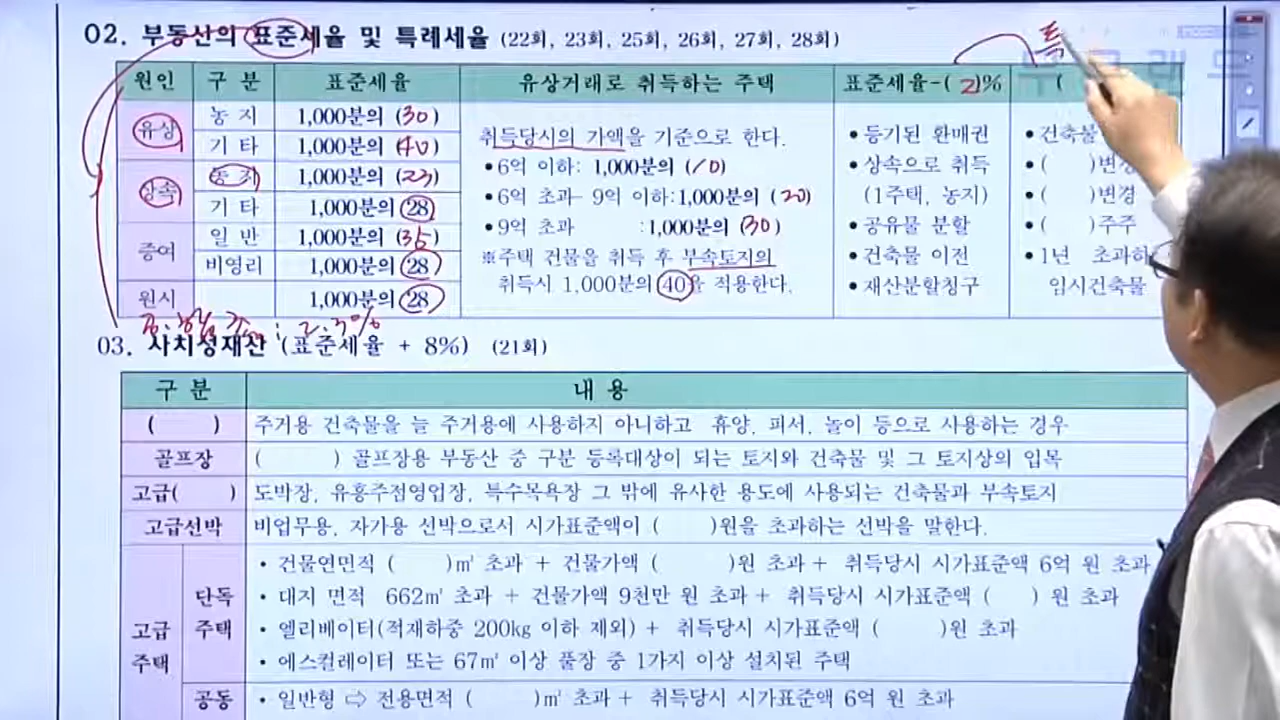 02. 부동산의 표준세율 및 특례세율 (22회, 23회, 25회, 26회, 27회, 28회)
특
원인 구 분 표준세율 유상거래로 취득하는 주택 표준세율-( 2)% (
유상 농 지 1,000분의 (30)
기 타 1,000분의 (40)
상속 농 지 1,000분의 (23)
기 타 1,000분의 (28)
증여 일 반 1,000분의 (35)
비영리 1,000분의 (28)
원시 1,000분의 (28)
취득당시의 가액을 기준으로 한다.
•6억 이하: 1,000분의 (10)
•6억 초과- 9억 이하:1,000분의 (20)
•9억 초과 :1,000분의 (30)
※주택 건물을 취득 후 부속토지의
취득시 1,000분의(40)을 적용한다.
•등기된 환매권
•상속으로 취득
(1주택, 농지)
•공유물 분할
•건축물 이전
•재산분할청구
•건축물
•( )변경
•( )변경
•( )주주
•1년 초과하
임시건축물
: 2.3%
03. 사치성재산 (표준세율 + 8%) (21회)
구 분 내 용
( ) 주거용 건축물을 늘 주거용에 사용하지 아니하고 휴양, 피서, 놀이 등으로 사용하는 경우
골프장 ( ) 골프장용 부동산 중 구분 등록대상이 되는 토지와 건축물 및 그 토지상의 입목
고급( ) 도박장, 유흥주점영업장, 특수목욕장 그 밖에 유사한 용도에 사용되는 건축물과 부속토지
고급선박 비업무용, 자가용 선박으로서 시가표준액이 ( )원을 초과하는 선박을 말한다.
고급 주택 단독 주택 • 건물연면적 ( )㎡ 초과 + 건물가액 ( )원 초과 + 취득당시 시가표준액 6억 원 초과
• 대지 면적 662㎡ 초과 + 건물가액 9천만 원 초과 + 취득당시 시가표준액 ( ) 원 초과
• 엘리베이터(적재하중 200kg 이하 제외) + 취득당시 시가표준액 ( )원 초과
• 에스컬레이터 또는 67㎡ 이상 풀장 중 1가지 이상 설치된 주택
공동 • 일반형 ⇨ 전용면적 ( )㎡ 초과 + 취득당시 시가표준액 6억 원 초과